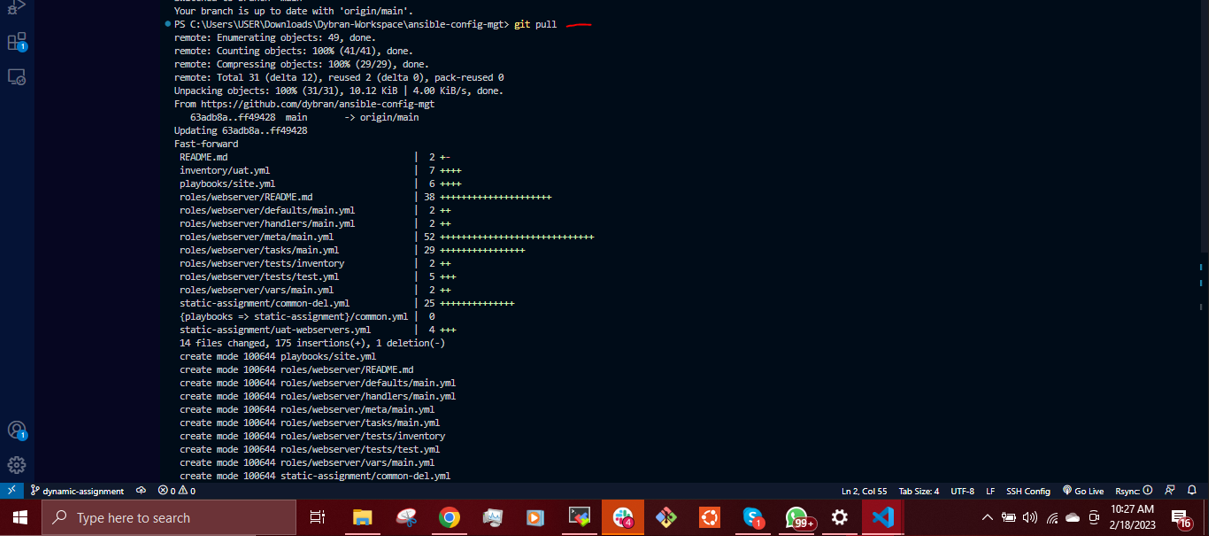 Your branch is up to date with 'origin/main'.
PS C:\Users\USER\Downloads\Dybran-Workspace\ansible-config-mgt> git pull
remote: Enumerating objects: 49, done.
remote: Counting objects: 100% (41/41), done.
remote: Compressing objects: 100% (29/29), done.
remote: Total 31 (delta 12), reused 2 (delta 0), pack-reused 0
Unpacking objects: 100% (31/31), 10.12 KiB | 4.00 KiB/s, done.
From https://github.com/dybran/ansible-config-mgt
63adb8a..ff49428 main -> origin/main
Updating 63adb8a..ff49428
Fast-forward
README.md | 2 +-
inventory/uat.yml | 7 ++++
playbooks/site.yml | 6 ++++
roles/webserver/README.md | 38 +++++++++++++++++++++
roles/webserver/defaults/main.yml | 2 ++
roles/webserver/handlers/main.yml | 2 ++
roles/webserver/meta/main.yml | 52 +++++++++++++++++++++++++++++
roles/webserver/tasks/main.yml | 29 ++++++++++++++++
roles/webserver/tests/inventory | 2 ++
roles/webserver/tests/test.yml | 5 +++
roles/webserver/vars/main.yml | 2 ++
static-assignment/common-del.yml | 25 ++++++++++++++
{playbooks => static-assignment}/common.yml | 0
static-assignment/uat-webservers.yml | 4 +++
14 files changed, 175 insertions(+), 1 deletion(-)
create mode 100644 playbooks/site.yml
create mode 100644 roles/webserver/README.md
create mode 100644 roles/webserver/defaults/main.yml
create mode 100644 roles/webserver/handlers/main.yml
create mode 100644 roles/webserver/meta/main.yml
create mode 100644 roles/webserver/tasks/main.yml
create mode 100644 roles/webserver/tests/inventory
create mode 100644 roles/webserver/tests/test.yml
create mode 100644 roles/webserver/vars/main.yml
create mode 100644 static-assignment/common-del.yml
1
1
dynamic-assignment 0 0 Ln 2, Col 55 Tab Size: 4 UTF-8 LF SSH Config Go Live Rsync:
Type here to search 4 1 99+ 10:27 AM
2/18/2023 16